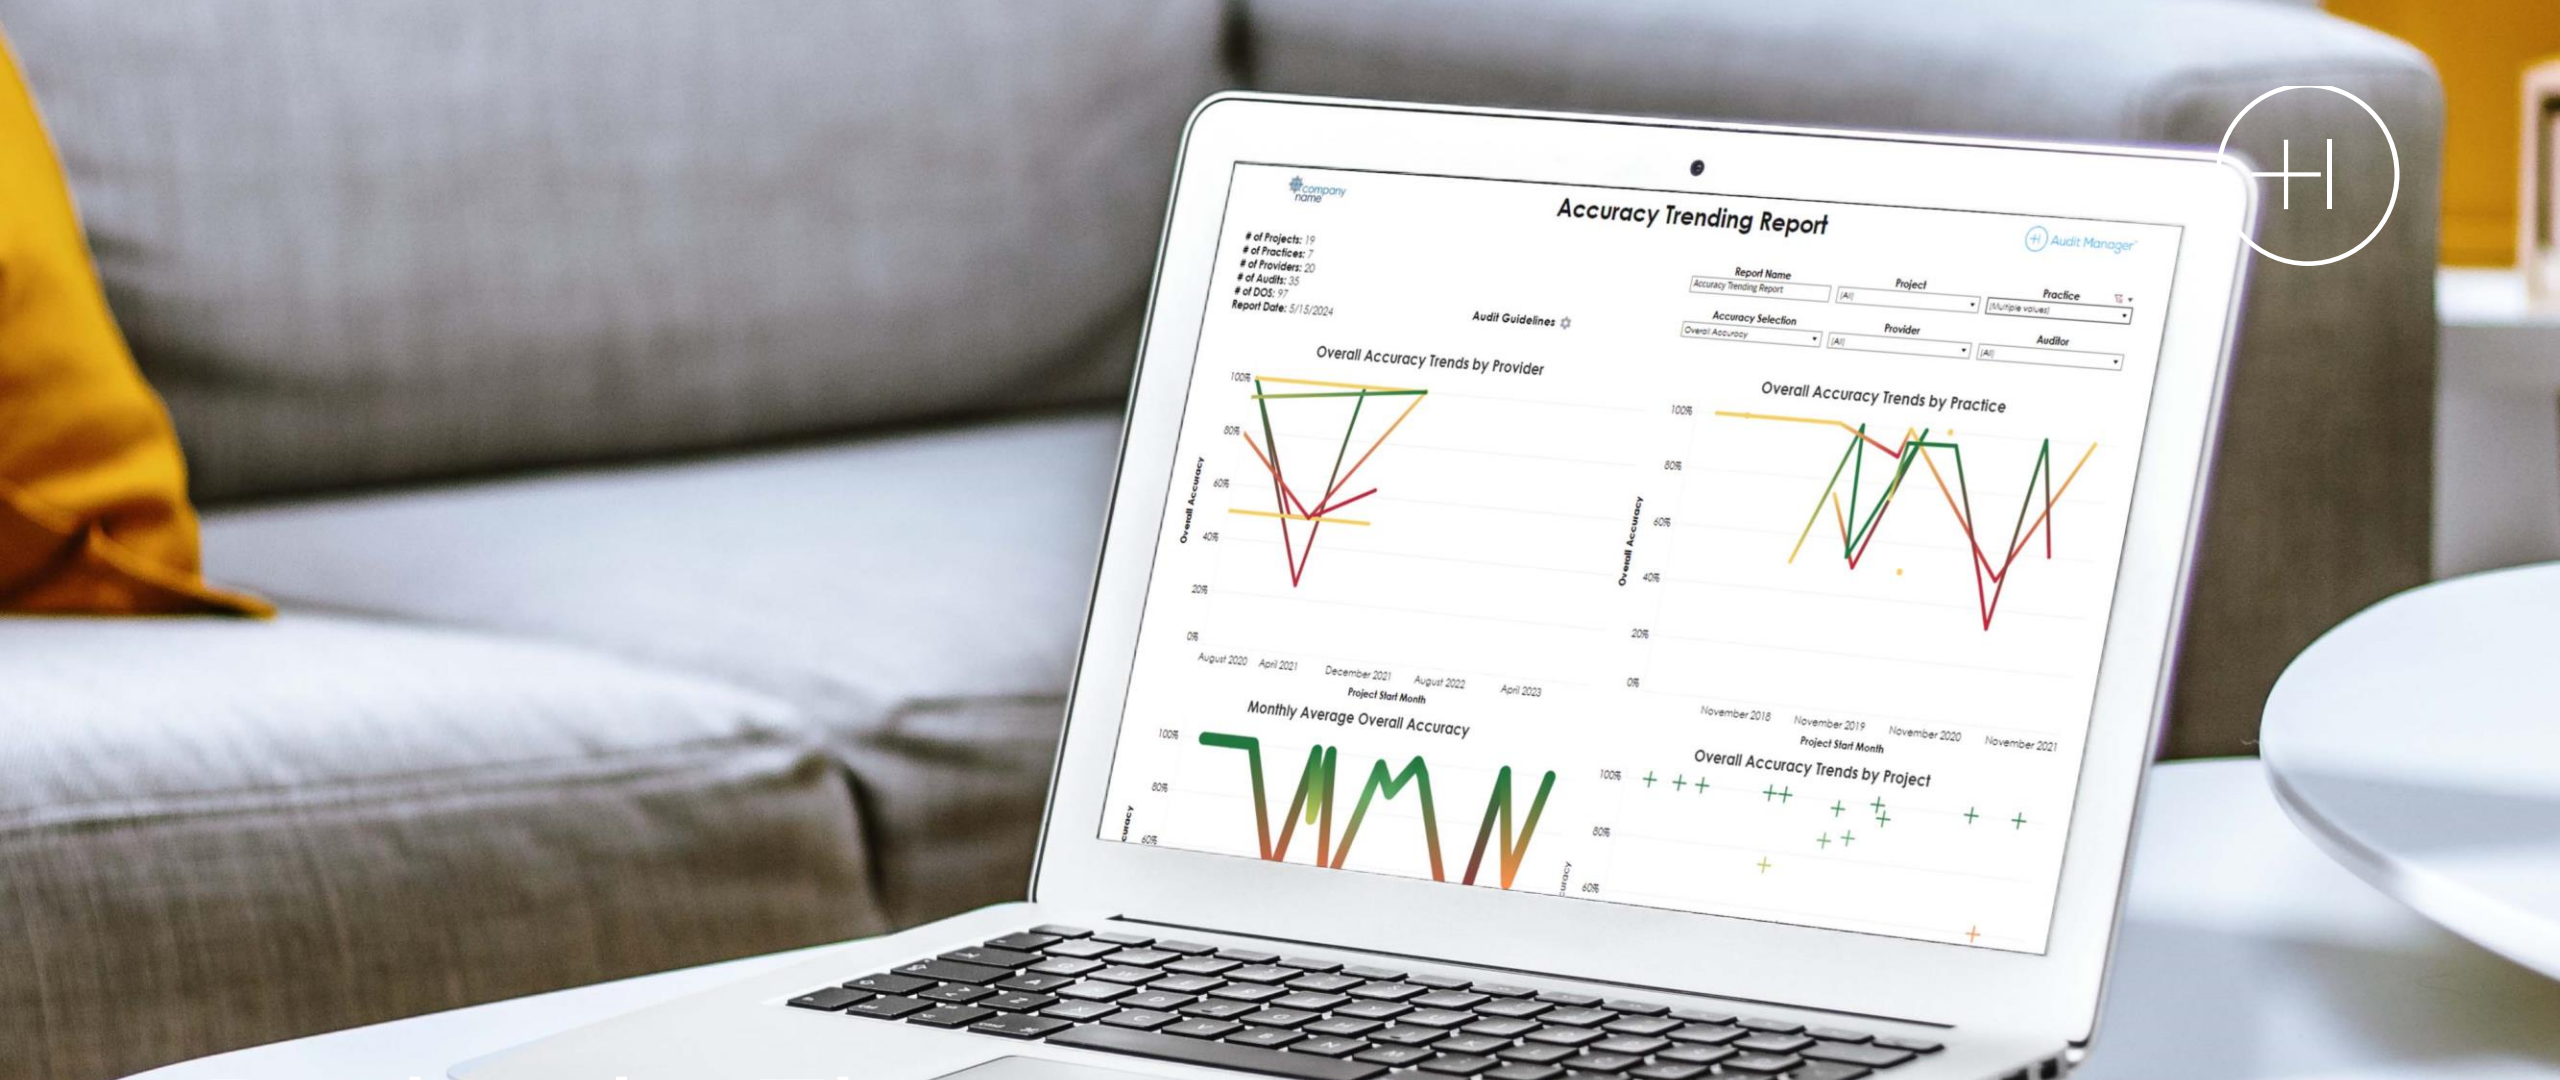 company
name
Accuracy Trending Report
Audit Manager
# of Projects: 19
# of Practices: 7
# of Providers: 20
# of Audits: 35
# of DOS: 97
Report Date: 5/15/2024
Audit Guidelines
Report Name
Accuracy Trending Report
Project
(All)
Practice
(Multiple values)
Accuracy Selection
Overall Accuracy
Provider
(All)
Auditor
(All)
Overall Accuracy Trends by Provider
100%
80%
60%
40%
20%
0%
Overall Accuracy
August 2020 April 2021 December 2021 August 2022 April 2023
Project Start Month
Overall Accuracy Trends by Practice
100%
80%
60%
40%
20%
0%
Overall Accuracy
November 2018 November 2019 November 2020 November 2021
Project Start Month
Monthly Average Overall Accuracy
100%
80%
60%
curacy
Overall Accuracy Trends by Project
100%
80%
60%
curacy